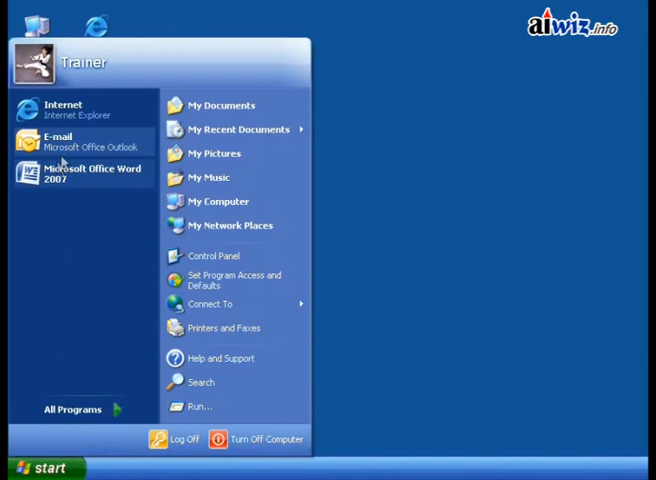 aiwiz.info
Trainer
Internet
Internet Explorer
E-mail
Microsoft Office Outlook
Microsoft Office Word
2007
All Programs
My Documents
My Recent Documents
My Pictures
My Music
My Computer
My Network Places
Control Panel
Set Program Access and
Defaults
Connect To
Printers and Faxes
Help and Support
Search
Run...
Log Off
Turn Off Computer
start